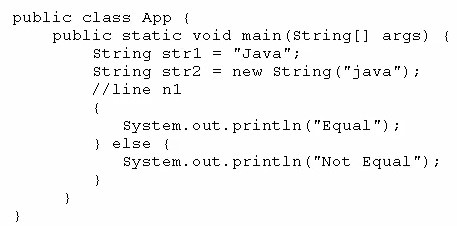 public class App {
    public static void main(String[] args) {
        String str1 = "Java";
        String str2 = new String("java");
        //line n1
        {
            System.out.println("Equal");
        } else {
            System.out.println("Not Equal");
        }
    }
}